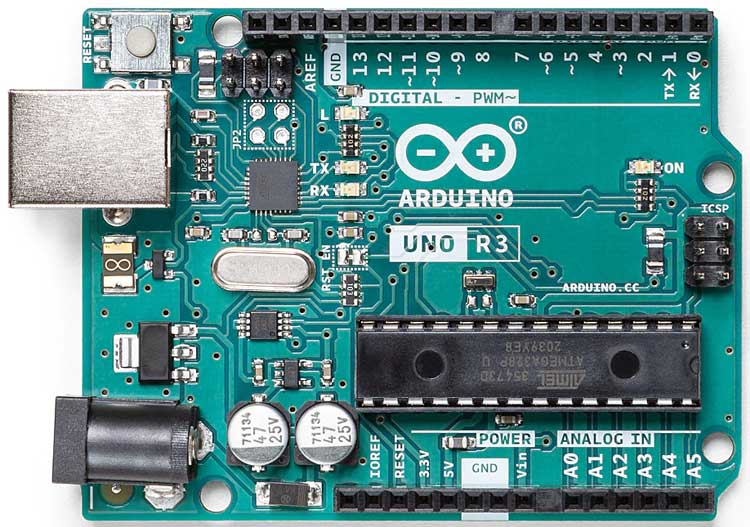 RESET
AREF
GND
13
12
~11
~10
~9
8
7
~6
~5
4
~3
2
TX→1
RX←0
DIGITAL - PWM~
JP2
L
TX
RX
ON
®
ARDUINO
UNO R3
ICSP
RST EN
ARDUINO.CC
ATMEL
ATMEGA328P U
2039YEB
35473D
71134
47
25V
71134
47
25V
IOREF
RESET
3.3V
5V
GND
Vin
POWER
ANALOG IN
A0
A1
A2
A3
A4
A5